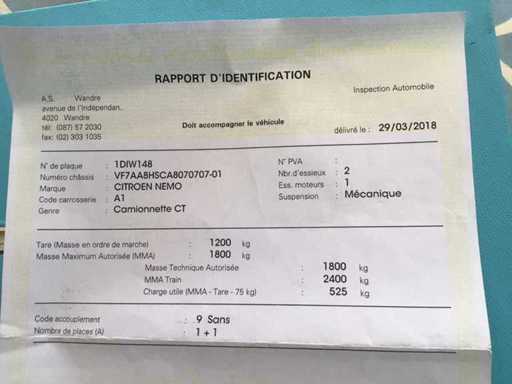 RAPPORT D'IDENTIFICATION
A.S. Wandre
avenue de l'Indépendan..
4020 Wandre
tél: (087) 57 2030
fax: (02) 303 1035
Inspection Automobile
Doit accompagner le véhicule
délivré le : 29/03/2018
N° de plaque : 1DIW148
Numéro châssis : VF7AA8HSCA8070707-01
Marque : CITROEN NEMO
Code carrosserie : A1
Genre : Camionnette CT
N° PVA :
Nbr.d'essieux : 2
Ess. moteurs : 1
Suspension : Mécanique
Tare (Masse en ordre de marche) : 1200 kg
Masse Maximum Autorisée (MMA) : 1800 kg
Masse Technique Autorisée : 1800 kg
MMA Train : 2400 kg
Charge utile (MMA - Tare - 75 kg) : 525 kg
Code accouplement : 9 Sans
Nombre de places (A) : 1 + 1